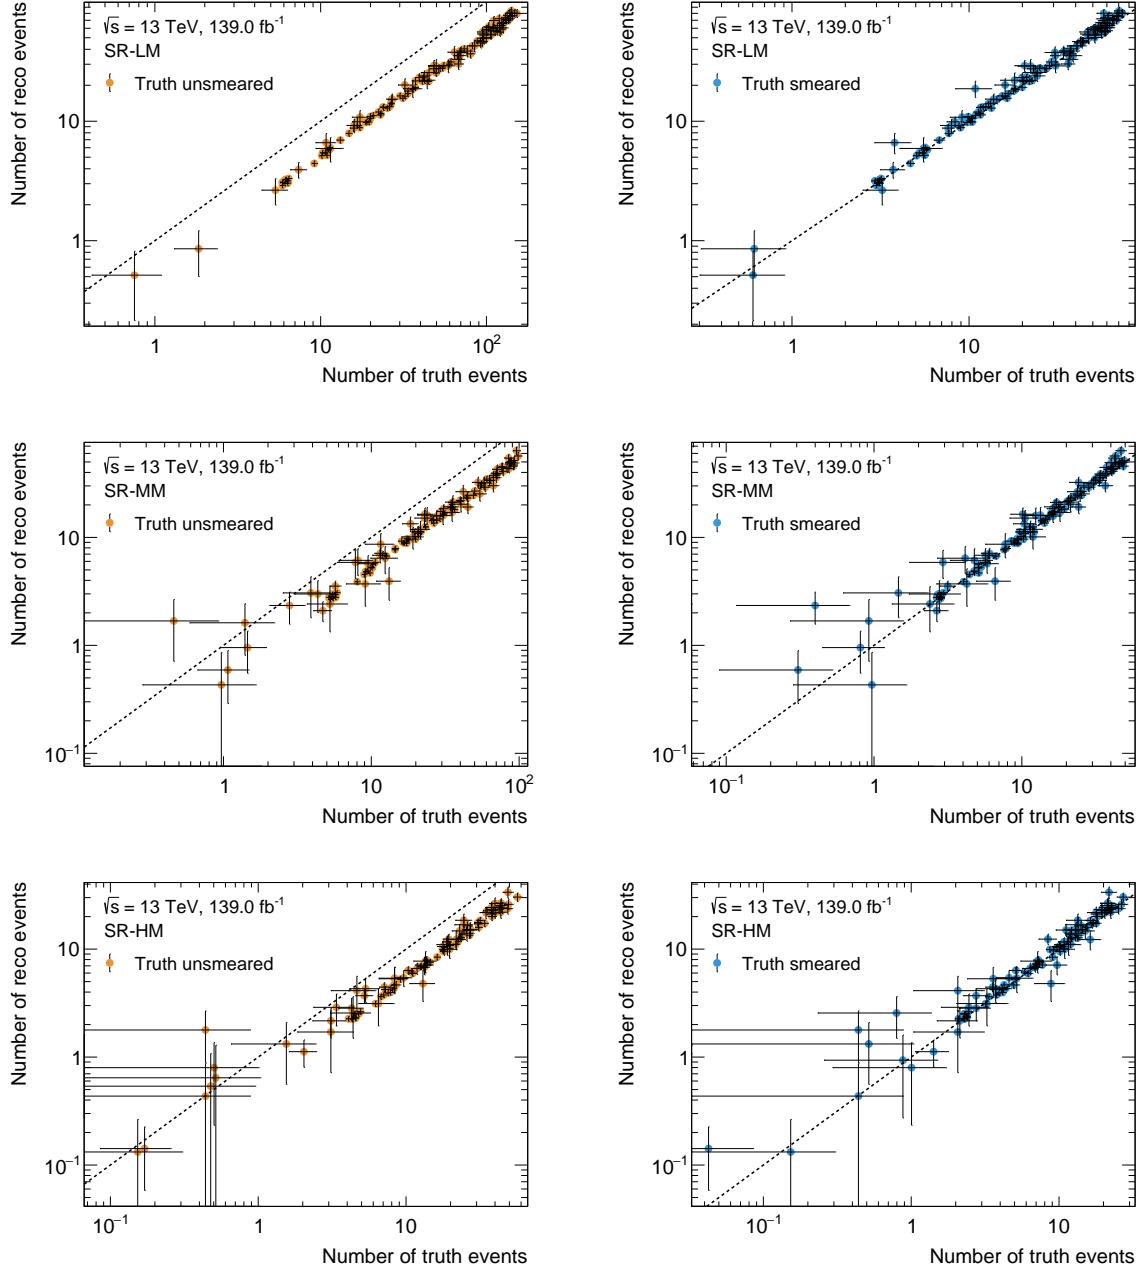 √s = 13 TeV, 139.0 fb⁻¹
SR-LM
Truth unsmeared
Number of reco events
10
1
1
10
10²
Number of truth events
√s = 13 TeV, 139.0 fb⁻¹
SR-LM
Truth smeared
Number of reco events
10
1
1
10
Number of truth events
√s = 13 TeV, 139.0 fb⁻¹
SR-MM
Truth unsmeared
Number of reco events
10
1
10⁻¹
1
10
10²
Number of truth events
√s = 13 TeV, 139.0 fb⁻¹
SR-MM
Truth smeared
Number of reco events
10
1
10⁻¹
10⁻¹
1
10
Number of truth events
√s = 13 TeV, 139.0 fb⁻¹
SR-HM
Truth unsmeared
Number of reco events
10
1
10⁻¹
10⁻¹
1
10
Number of truth events
√s = 13 TeV, 139.0 fb⁻¹
SR-HM
Truth smeared
Number of reco events
10
1
10⁻¹
10⁻¹
1
10
Number of truth events